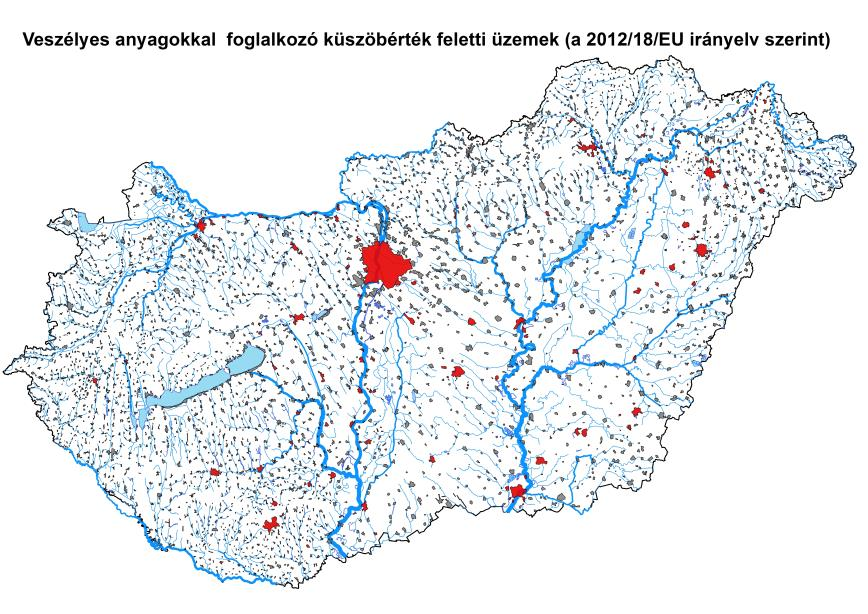 Veszélyes anyagokkal  foglalkozó küszöbérték feletti üzemek (a 2012/18/EU irányelv szerint)